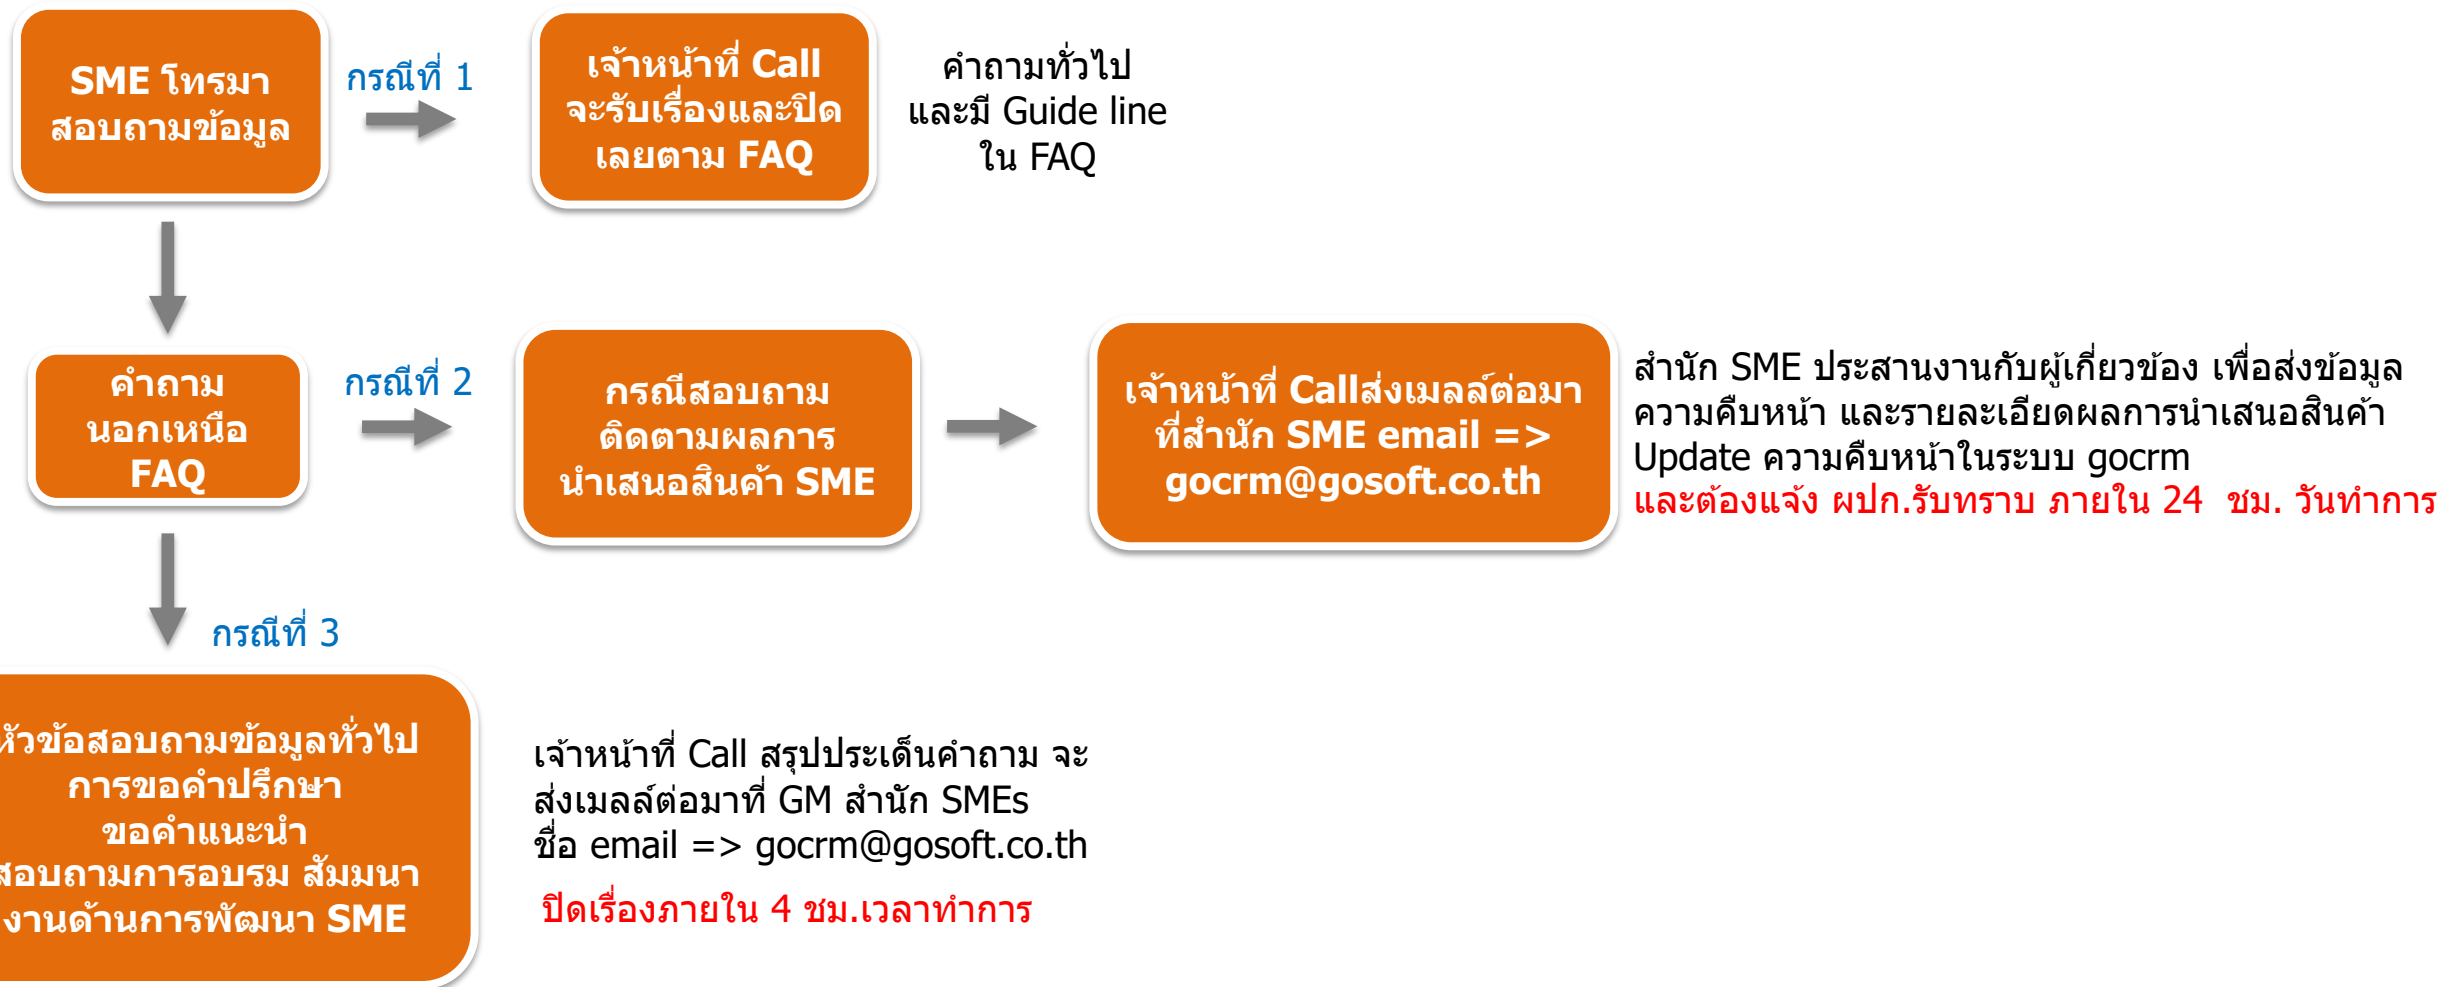 SME โทรมา
สอบถามข้อมูล
กรณีที่ 1
เจ้าหน้าที่ Call
จะรับเรื่องและปิด
เลยตาม FAQ
คำถามทั่วไป
และมี Guide line
ใน FAQ
คำถาม
นอกเหนือ
FAQ
กรณีที่ 2
กรณีสอบถาม
ติดตามผลการ
นำเสนอสินค้า SME
เจ้าหน้าที่ Callส่งเมลล์ต่อมา
ที่สำนัก SME email =>
gocrm@gosoft.co.th
สำนัก SME ประสานงานกับผู้เกี่ยวข้อง เพื่อส่งข้อมูล
ความคืบหน้า และรายละเอียดผลการนำเสนอสินค้า
Update ความคืบหน้าในระบบ gocrm
และต้องแจ้ง ผปก.รับทราบ ภายใน 24 ชม. วันทำการ
กรณีที่ 3
หัวข้อสอบถามข้อมูลทั่วไป
การขอคำปรึกษา
ขอคำแนะนำ
สอบถามการอบรม สัมมนา
งานด้านการพัฒนา SME
เจ้าหน้าที่ Call สรุปประเด็นคำถาม จะ
ส่งเมลล์ต่อมาที่ GM สำนัก SMEs
ชื่อ email => gocrm@gosoft.co.th
ปิดเรื่องภายใน 4 ชม.เวลาทำการ